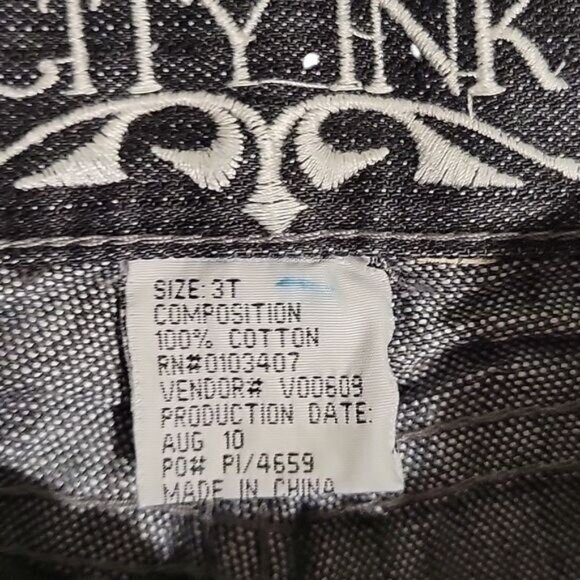 CITY INK
SIZE: 3T
COMPOSITION
100% COTTON
RN#0103407
VENDOR# V00609
PRODUCTION DATE:
AUG 10
PO# PI/4659
MADE IN CHINA